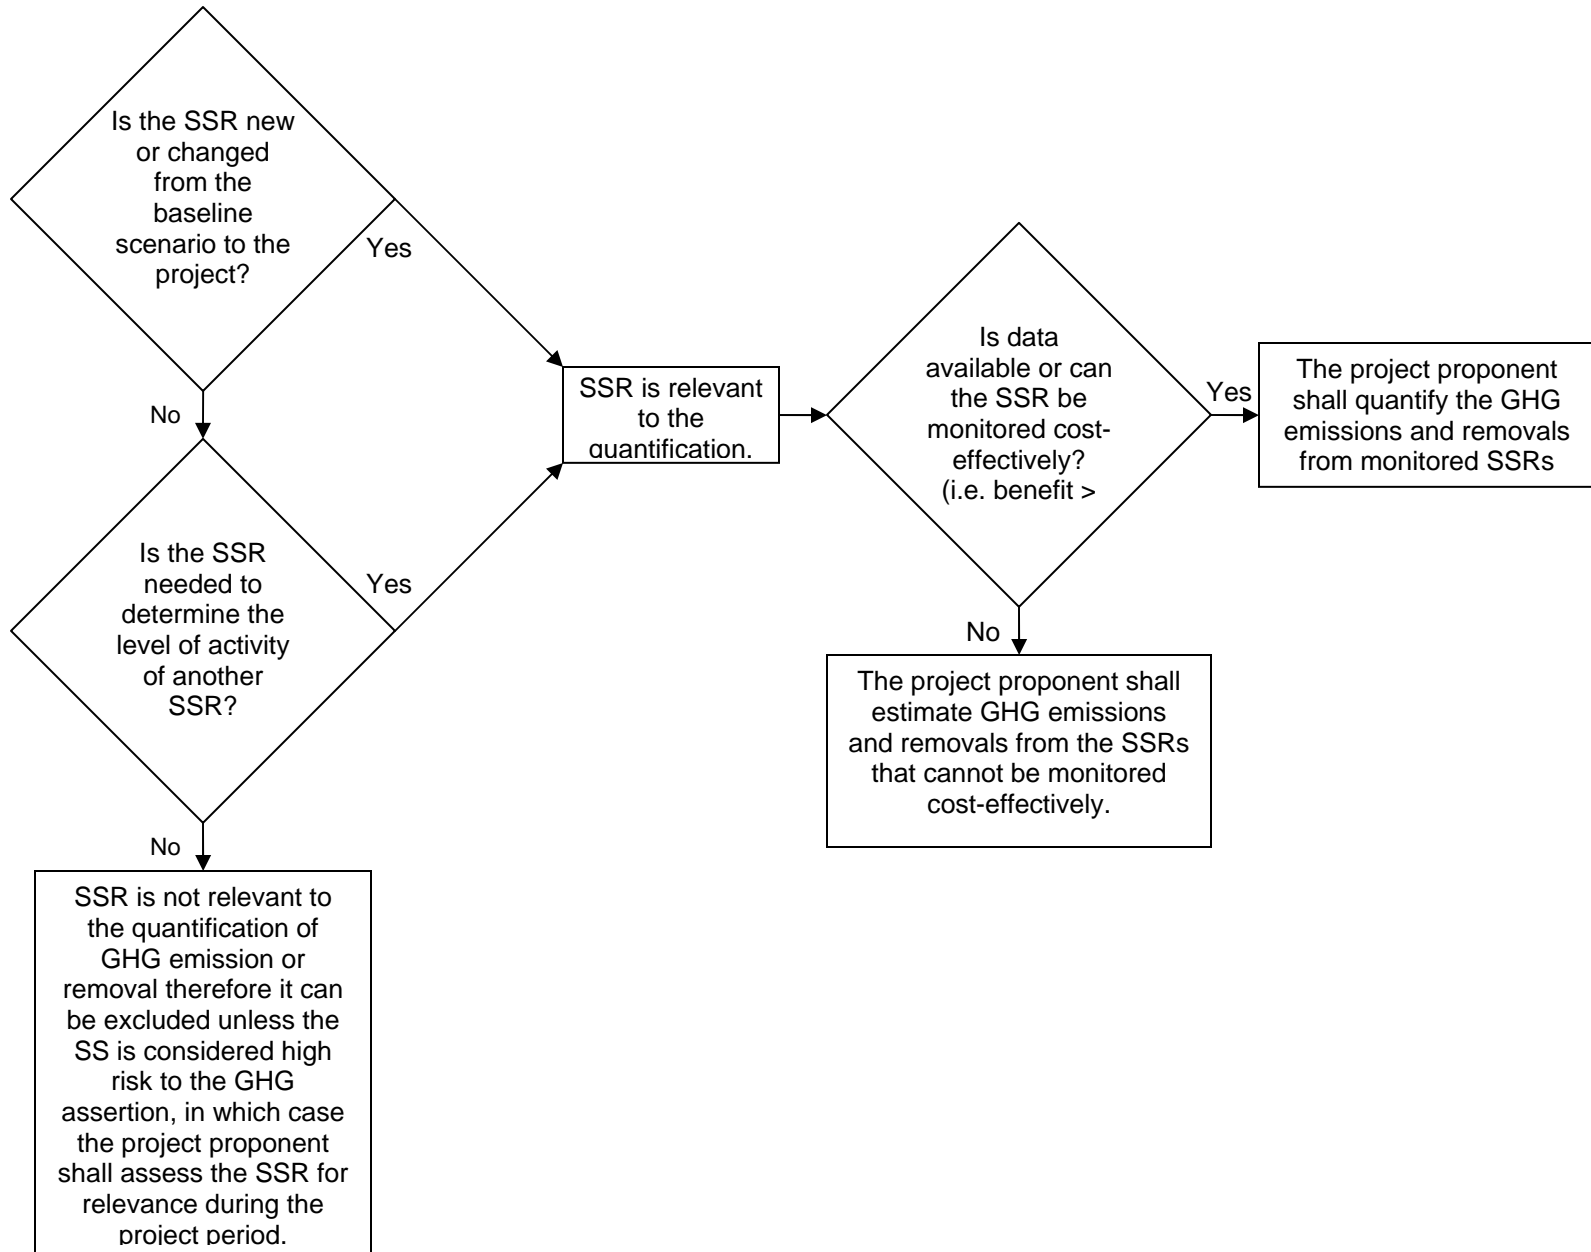 Is the SSR new
or changed
from the
baseline
scenario to the
project?
Yes
No
Is the SSR
needed to
determine the
level of activity
of another
SSR?
Yes
No
SSR is not relevant to
the quantification of
GHG emission or
removal therefore it can
be excluded unless the
SS is considered high
risk to the GHG
assertion, in which case
the project proponent
shall assess the SSR for
relevance during the
project period.
SSR is relevant
to the
quantification.
Is data
available or can
the SSR be
monitored cost-
effectively?
(i.e. benefit >
Yes
The project proponent
shall quantify the GHG
emissions and removals
from monitored SSRs
No
The project proponent shall
estimate GHG emissions
and removals from the SSRs
that cannot be monitored
cost-effectively.